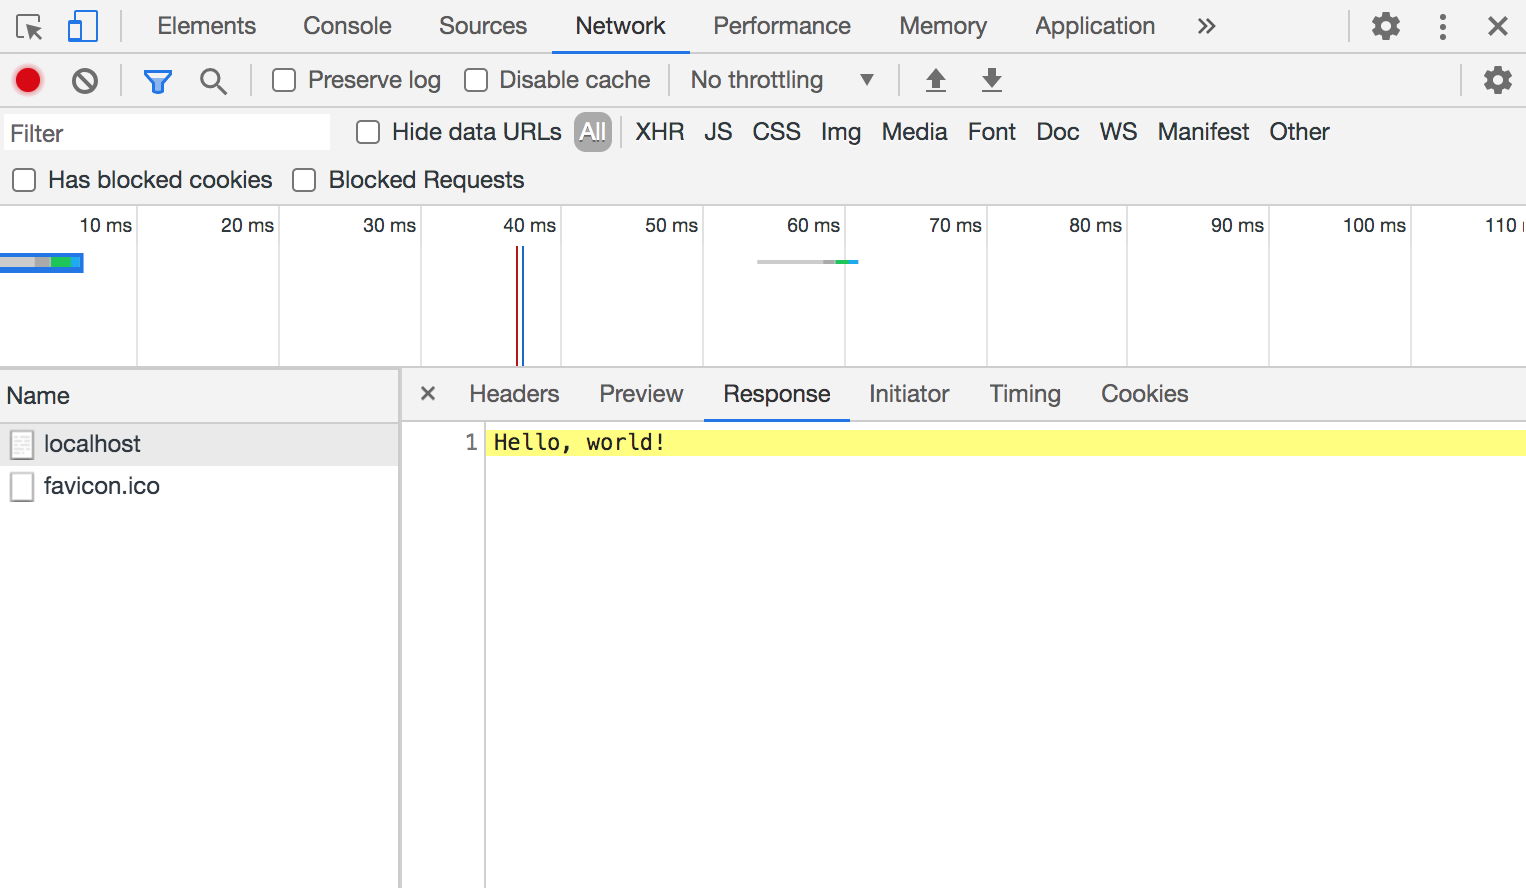 Elements Console Sources Network Performance Memory Application
Preserve log Disable cache No throttling
Filter Hide data URLs All XHR JS CSS Img Media Font Doc WS Manifest Other
Has blocked cookies Blocked Requests
10 ms 20 ms 30 ms 40 ms 50 ms 60 ms 70 ms 80 ms 90 ms 100 ms 110
Name
localhost
favicon.ico
Headers Preview Response Initiator Timing Cookies
1 Hello, world!